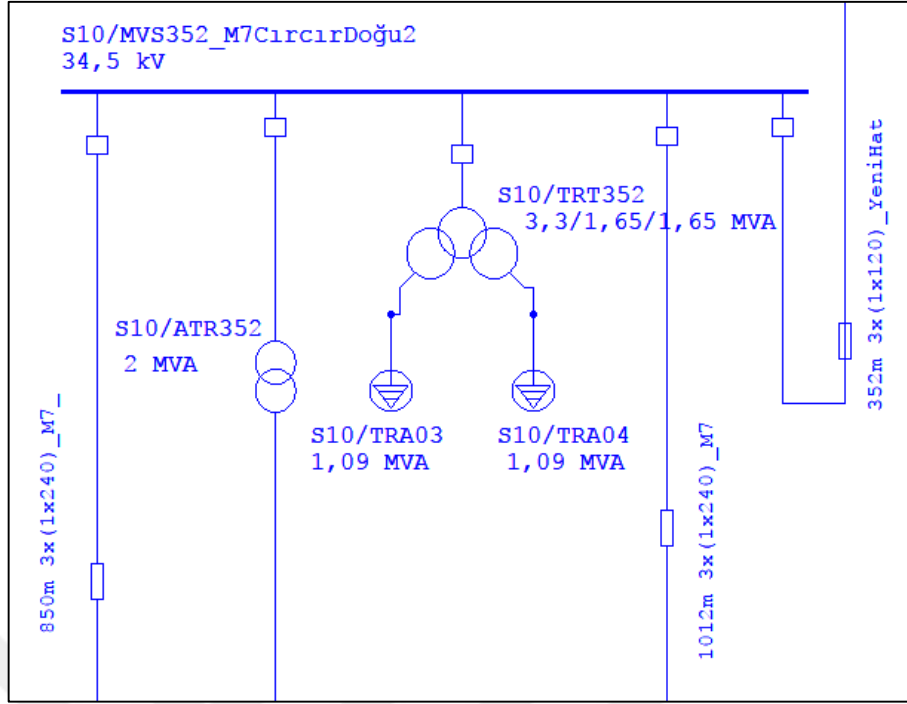 S10/MVS352_M7CırcırDoğu2
34,5 kV
S10/TRT352
3,3/1,65/1,65 MVA
S10/ATR352
2 MVA
S10/TRA03
1,09 MVA
S10/TRA04
1,09 MVA
850m 3x(1x240)_M7_
1012m 3x(1x240)_M7
352m 3x(1x120)_YeniHat